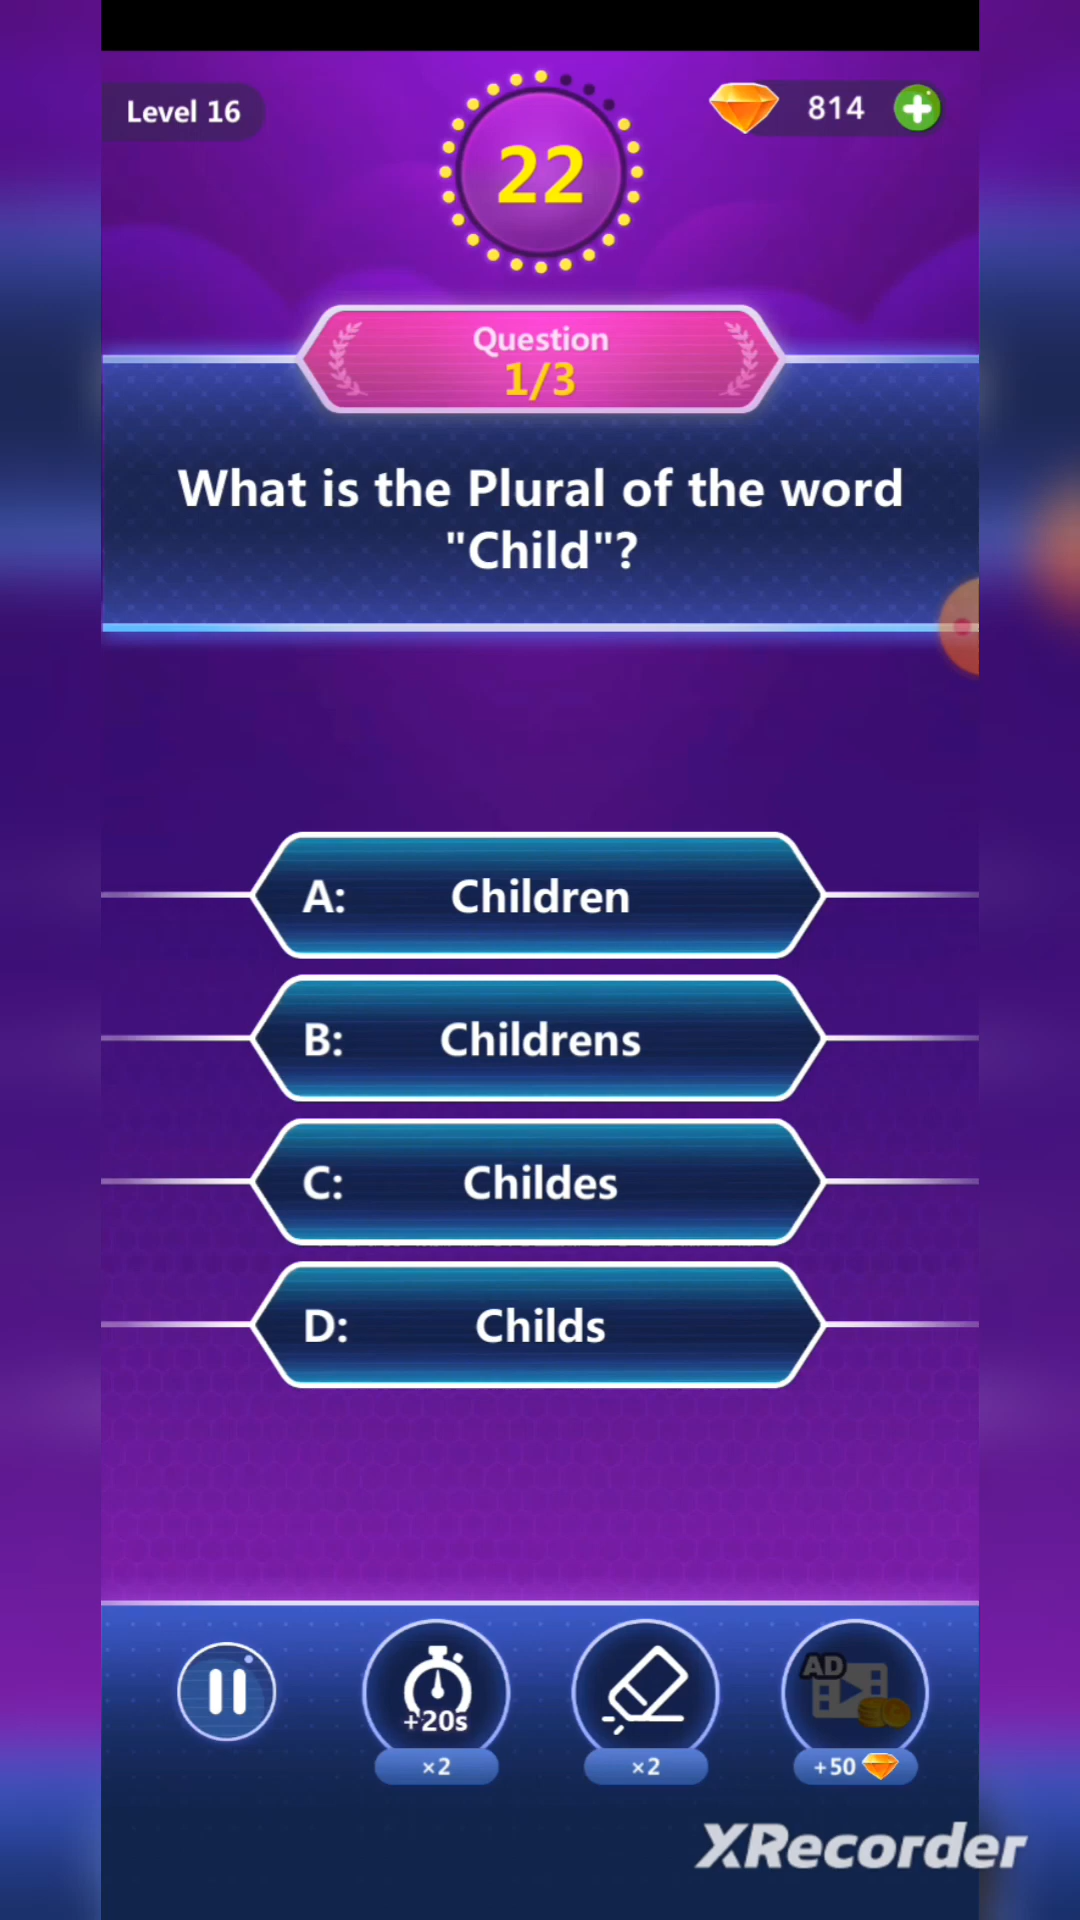 Level 16
22
814
Question
1/3
What is the Plural of the word
"Child"?
A: Children
B: Childrens
C: Childes
D: Childs
+20s
AD
×2
×2
+50
XRecorder